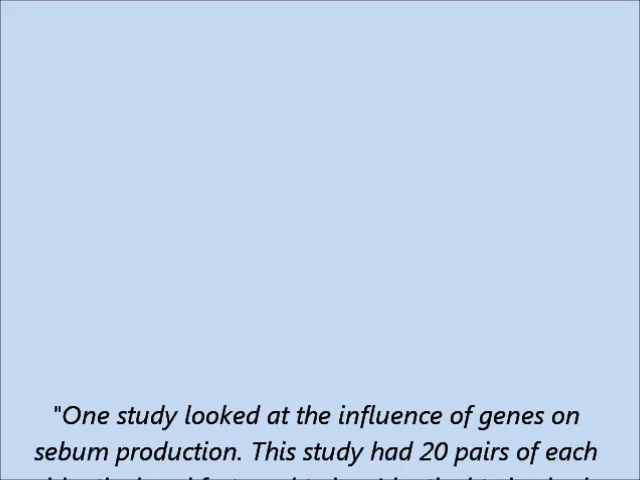 "One study looked at the influence of genes on
sebum production. This study had 20 pairs of each